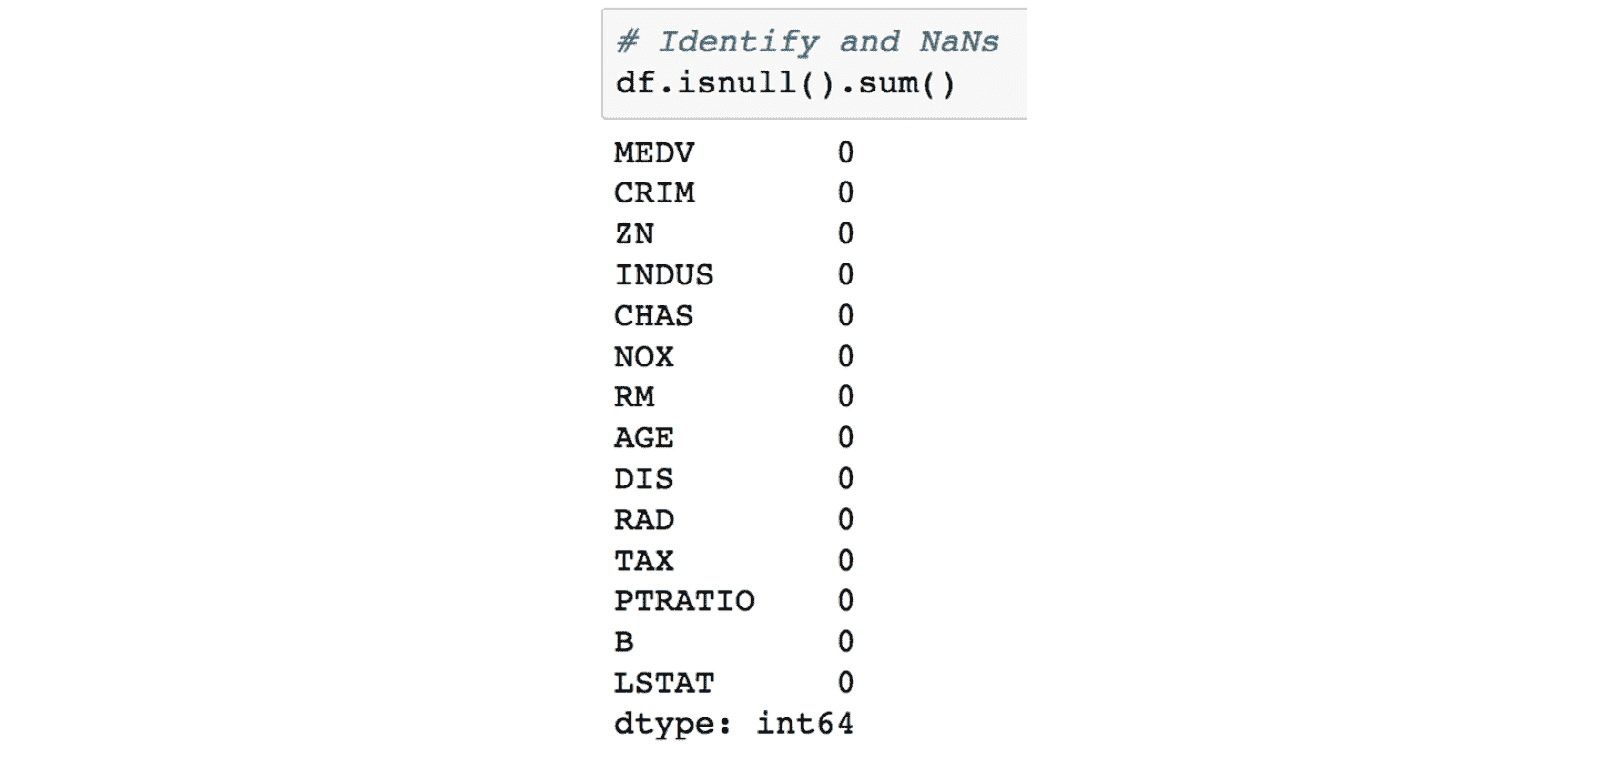 # Identify and NaNs
df.isnull().sum()
MEDV 0
CRIM 0
ZN 0
INDUS 0
CHAS 0
NOX 0
RM 0
AGE 0
DIS 0
RAD 0
TAX 0
PTRATIO 0
B 0
LSTAT 0
dtype: int64